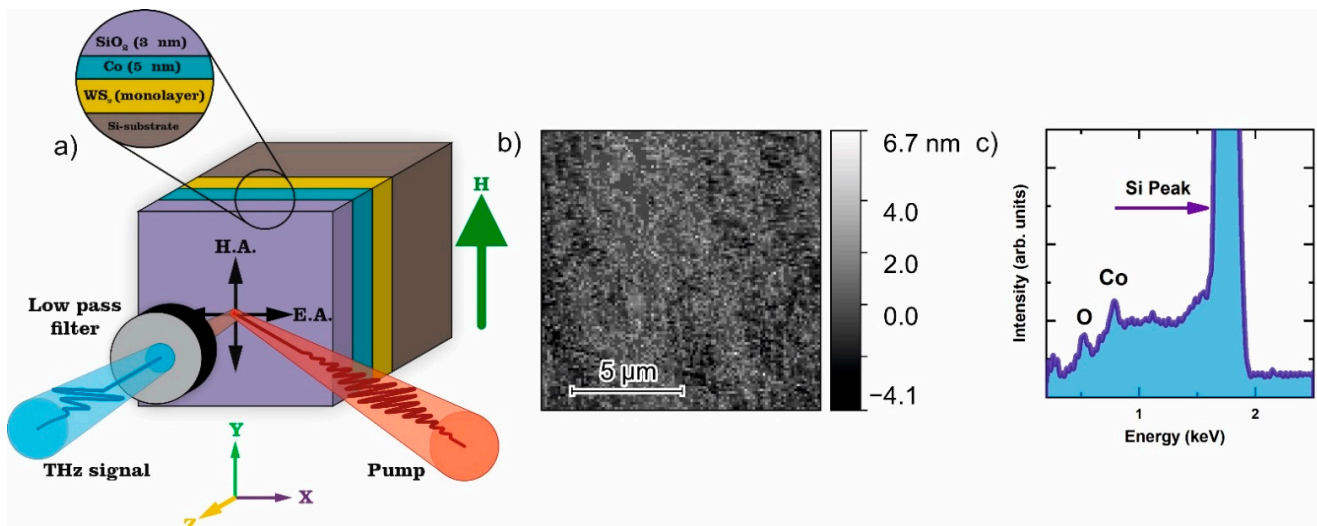 SiO₂ (3 nm)
Co (5 nm)
WS₂ (monolayer)
Si-substrate
a)
H
H.A.
E.A.
Low pass
filter
THz signal
Pump
Y
X
Z
b)
6.7 nm
4.0
2.0
0.0
−4.1
5 μm
c)
Intensity (arb. units)
Si Peak
Co
O
1
2
Energy (keV)